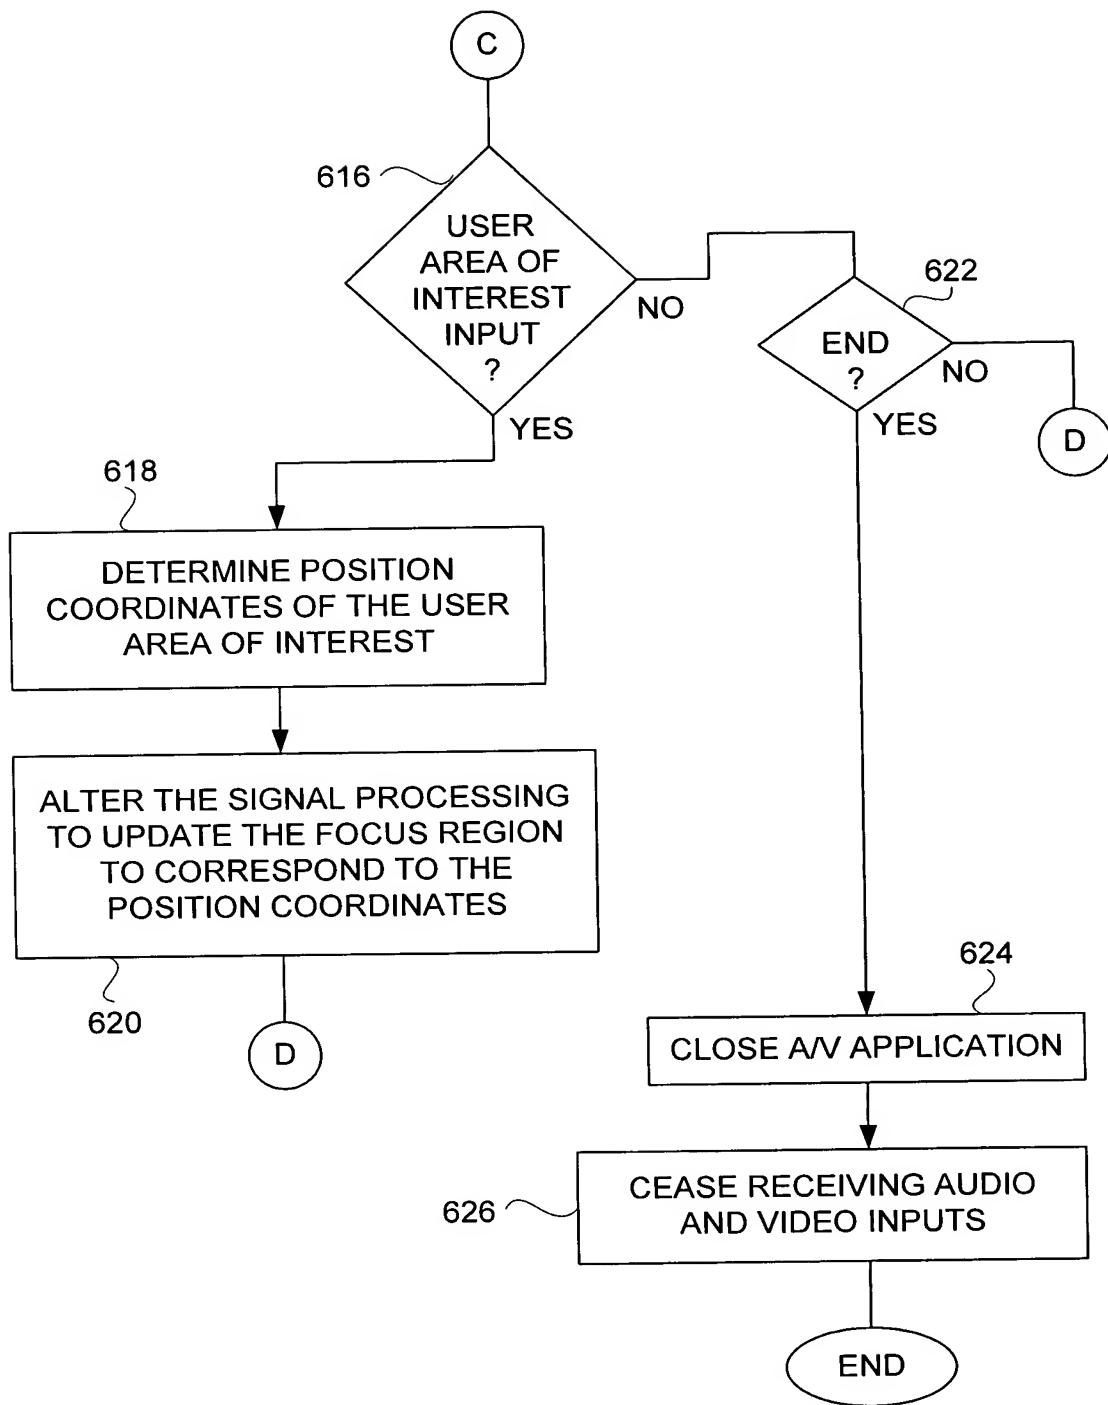 C
616
USER
AREA OF
INTEREST
INPUT
?
NO
YES
622
END
?
NO
YES
D
618
DETERMINE POSITION
COORDINATES OF THE USER
AREA OF INTEREST
ALTER THE SIGNAL PROCESSING
TO UPDATE THE FOCUS REGION
TO CORRESPOND TO THE
POSITION COORDINATES
620
D
624
CLOSE A/V APPLICATION
626
CEASE RECEIVING AUDIO
AND VIDEO INPUTS
END